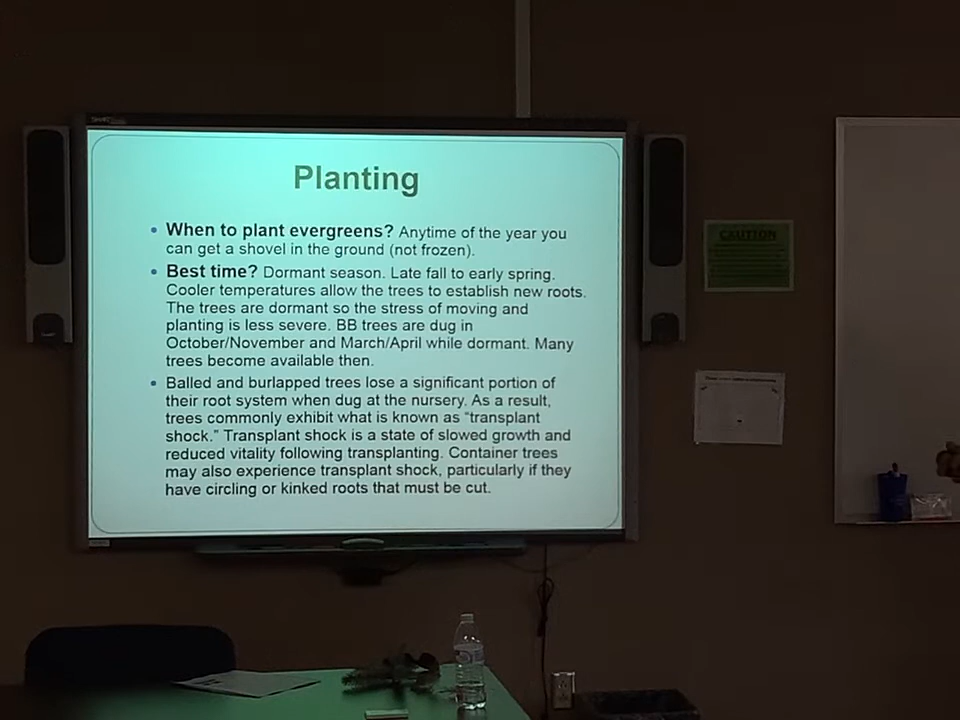 SMART
Planting
• When to plant evergreens? Anytime of the year you
can get a shovel in the ground (not frozen).
• Best time? Dormant season. Late fall to early spring.
Cooler temperatures allow the trees to establish new roots.
The trees are dormant so the stress of moving and
planting is less severe. BB trees are dug in
October/November and March/April while dormant. Many
trees become available then.
• Balled and burlapped trees lose a significant portion of
their root system when dug at the nursery. As a result,
trees commonly exhibit what is known as "transplant
shock." Transplant shock is a state of slowed growth and
reduced vitality following transplanting. Container trees
may also experience transplant shock, particularly if they
have circling or kinked roots that must be cut.
CAUTION